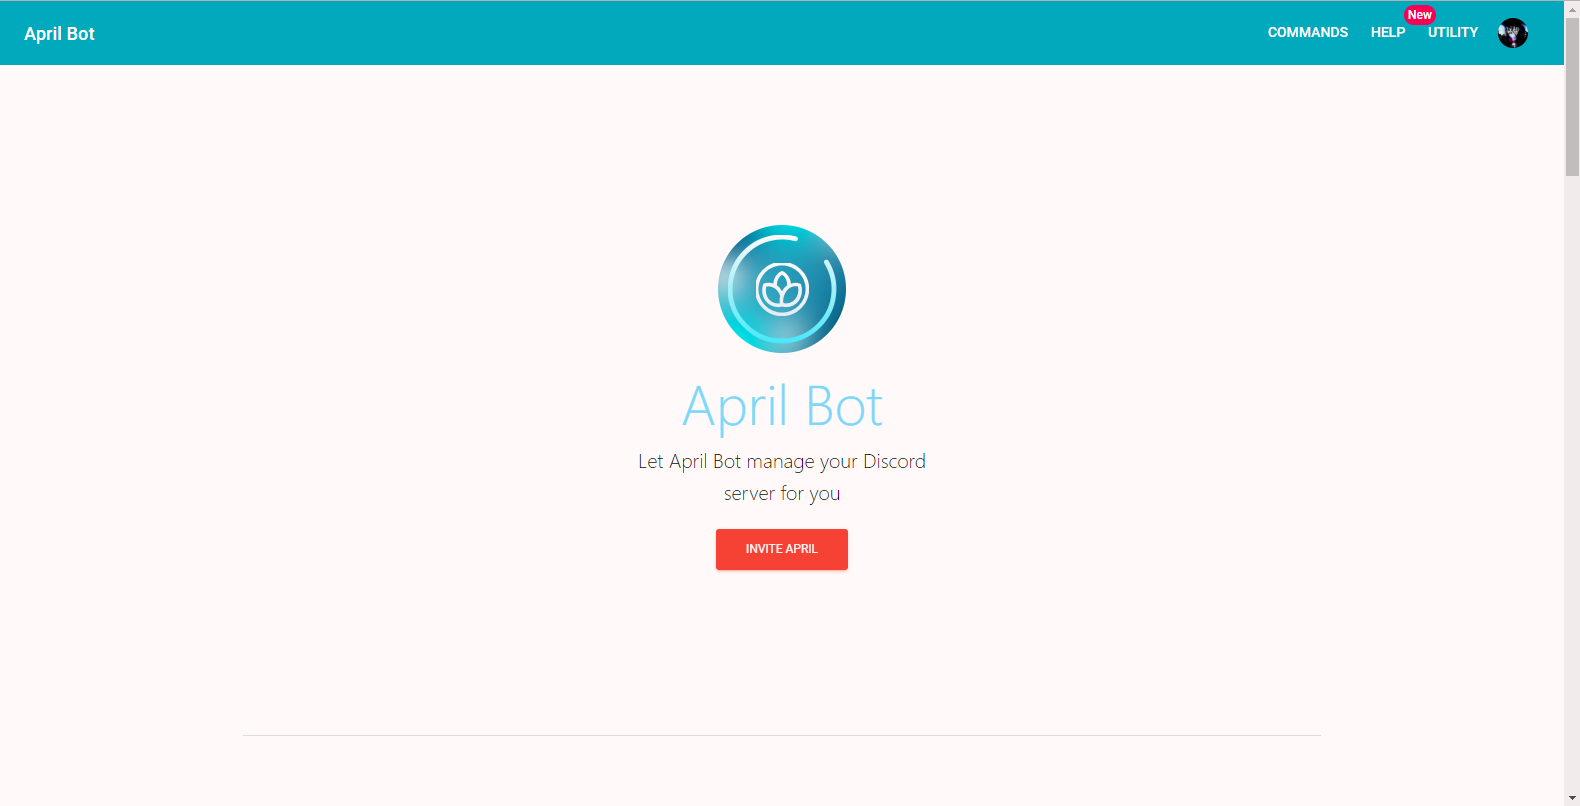 April Bot
COMMANDS
HELP
New
UTILITY
April Bot
Let April Bot manage your Discord
server for you
INVITE APRIL